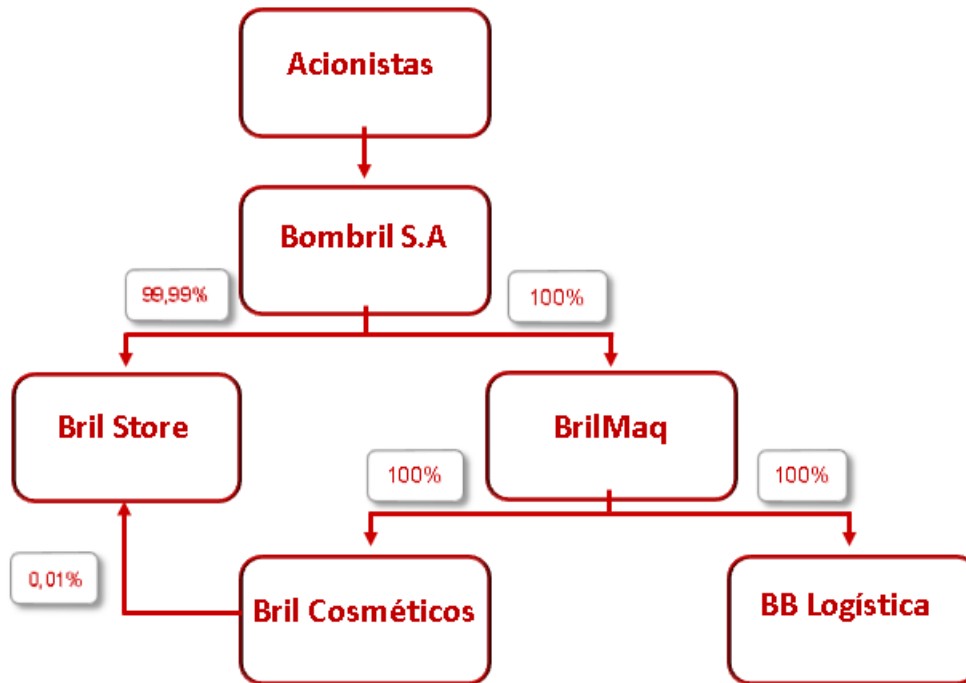 Acionistas
Bombril S.A
99,99%
100%
Bril Store
BrilMaq
100%
100%
0,01%
Bril Cosméticos
BB Logística